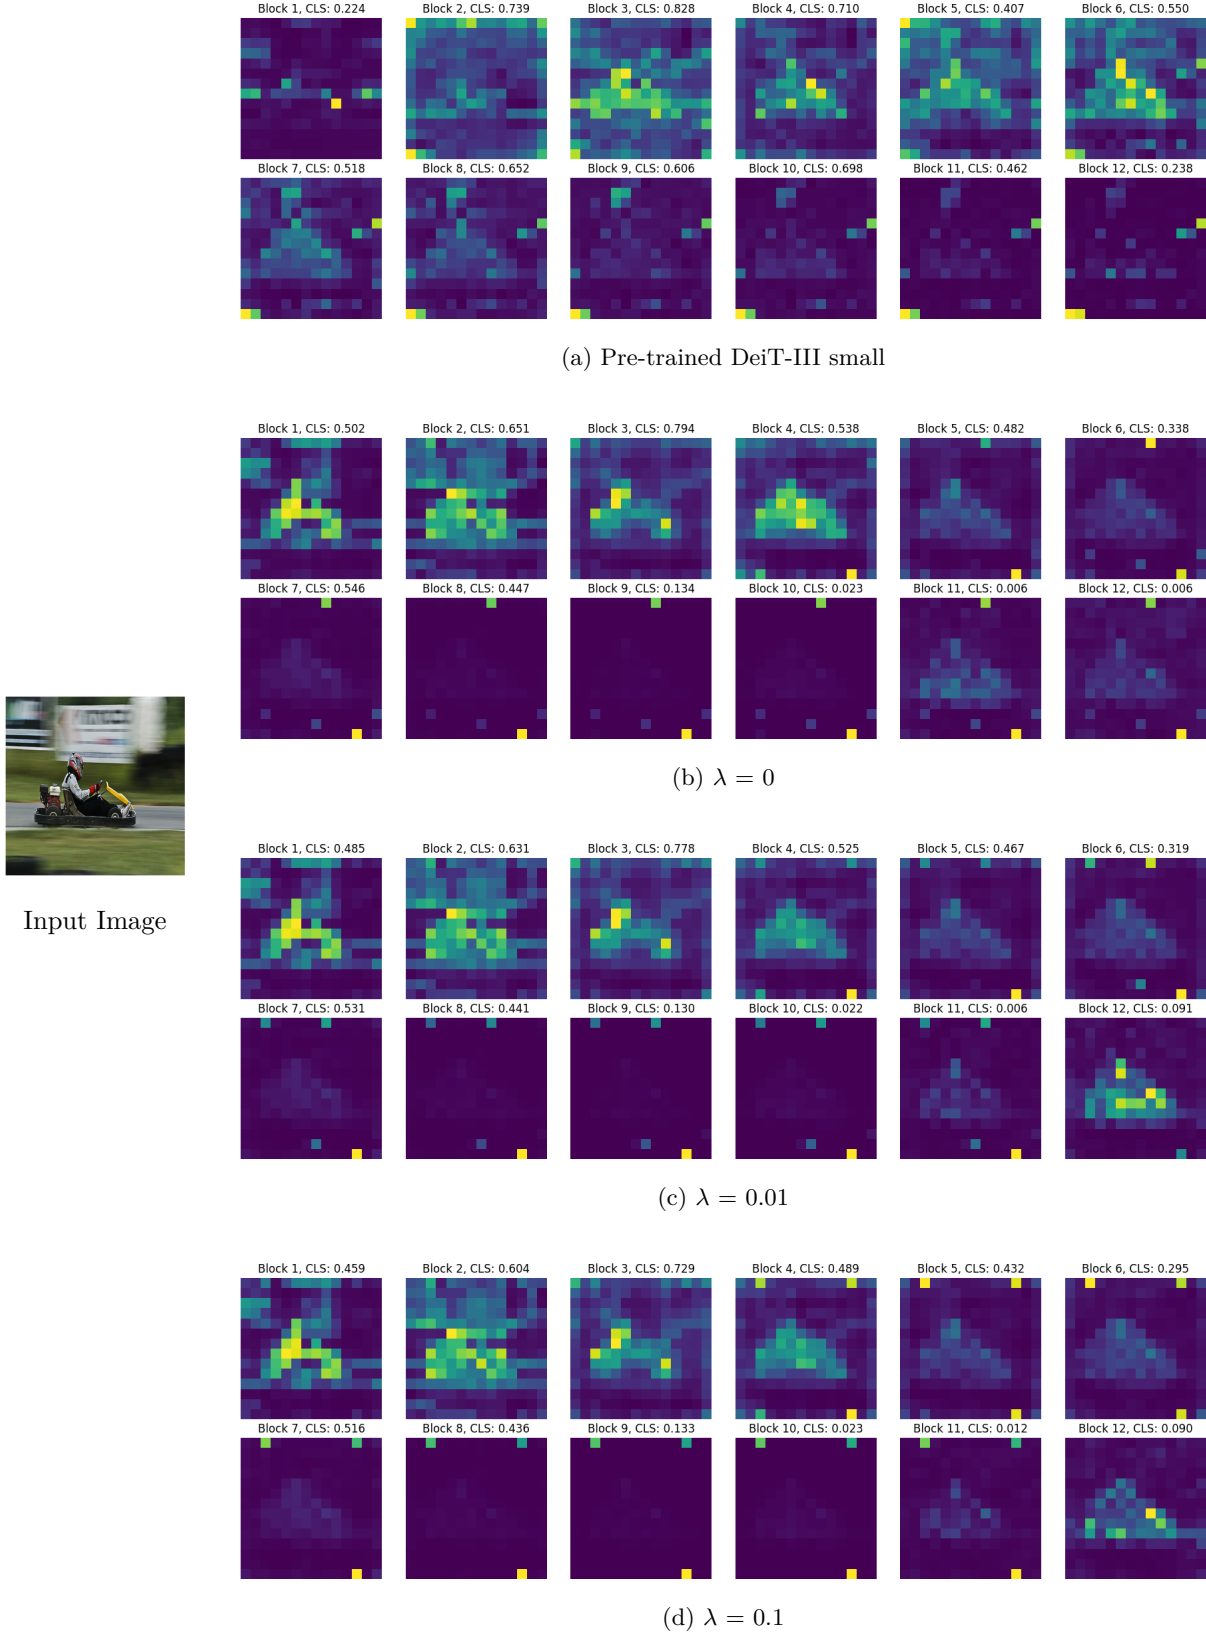 Block 1, CLS: 0.224 Block 2, CLS: 0.739 Block 3, CLS: 0.828 Block 4, CLS: 0.710 Block 5, CLS: 0.407 Block 6, CLS: 0.550
Block 7, CLS: 0.518 Block 8, CLS: 0.652 Block 9, CLS: 0.606 Block 10, CLS: 0.698 Block 11, CLS: 0.462 Block 12, CLS: 0.238
(a) Pre-trained DeiT-III small
Block 1, CLS: 0.502 Block 2, CLS: 0.651 Block 3, CLS: 0.794 Block 4, CLS: 0.538 Block 5, CLS: 0.482 Block 6, CLS: 0.338
Block 7, CLS: 0.546 Block 8, CLS: 0.447 Block 9, CLS: 0.134 Block 10, CLS: 0.023 Block 11, CLS: 0.006 Block 12, CLS: 0.006
(b) λ = 0
Input Image
Block 1, CLS: 0.485 Block 2, CLS: 0.631 Block 3, CLS: 0.778 Block 4, CLS: 0.525 Block 5, CLS: 0.467 Block 6, CLS: 0.319
Block 7, CLS: 0.531 Block 8, CLS: 0.441 Block 9, CLS: 0.130 Block 10, CLS: 0.022 Block 11, CLS: 0.006 Block 12, CLS: 0.091
(c) λ = 0.01
Block 1, CLS: 0.459 Block 2, CLS: 0.604 Block 3, CLS: 0.729 Block 4, CLS: 0.489 Block 5, CLS: 0.432 Block 6, CLS: 0.295
Block 7, CLS: 0.516 Block 8, CLS: 0.436 Block 9, CLS: 0.133 Block 10, CLS: 0.023 Block 11, CLS: 0.012 Block 12, CLS: 0.090
(d) λ = 0.1